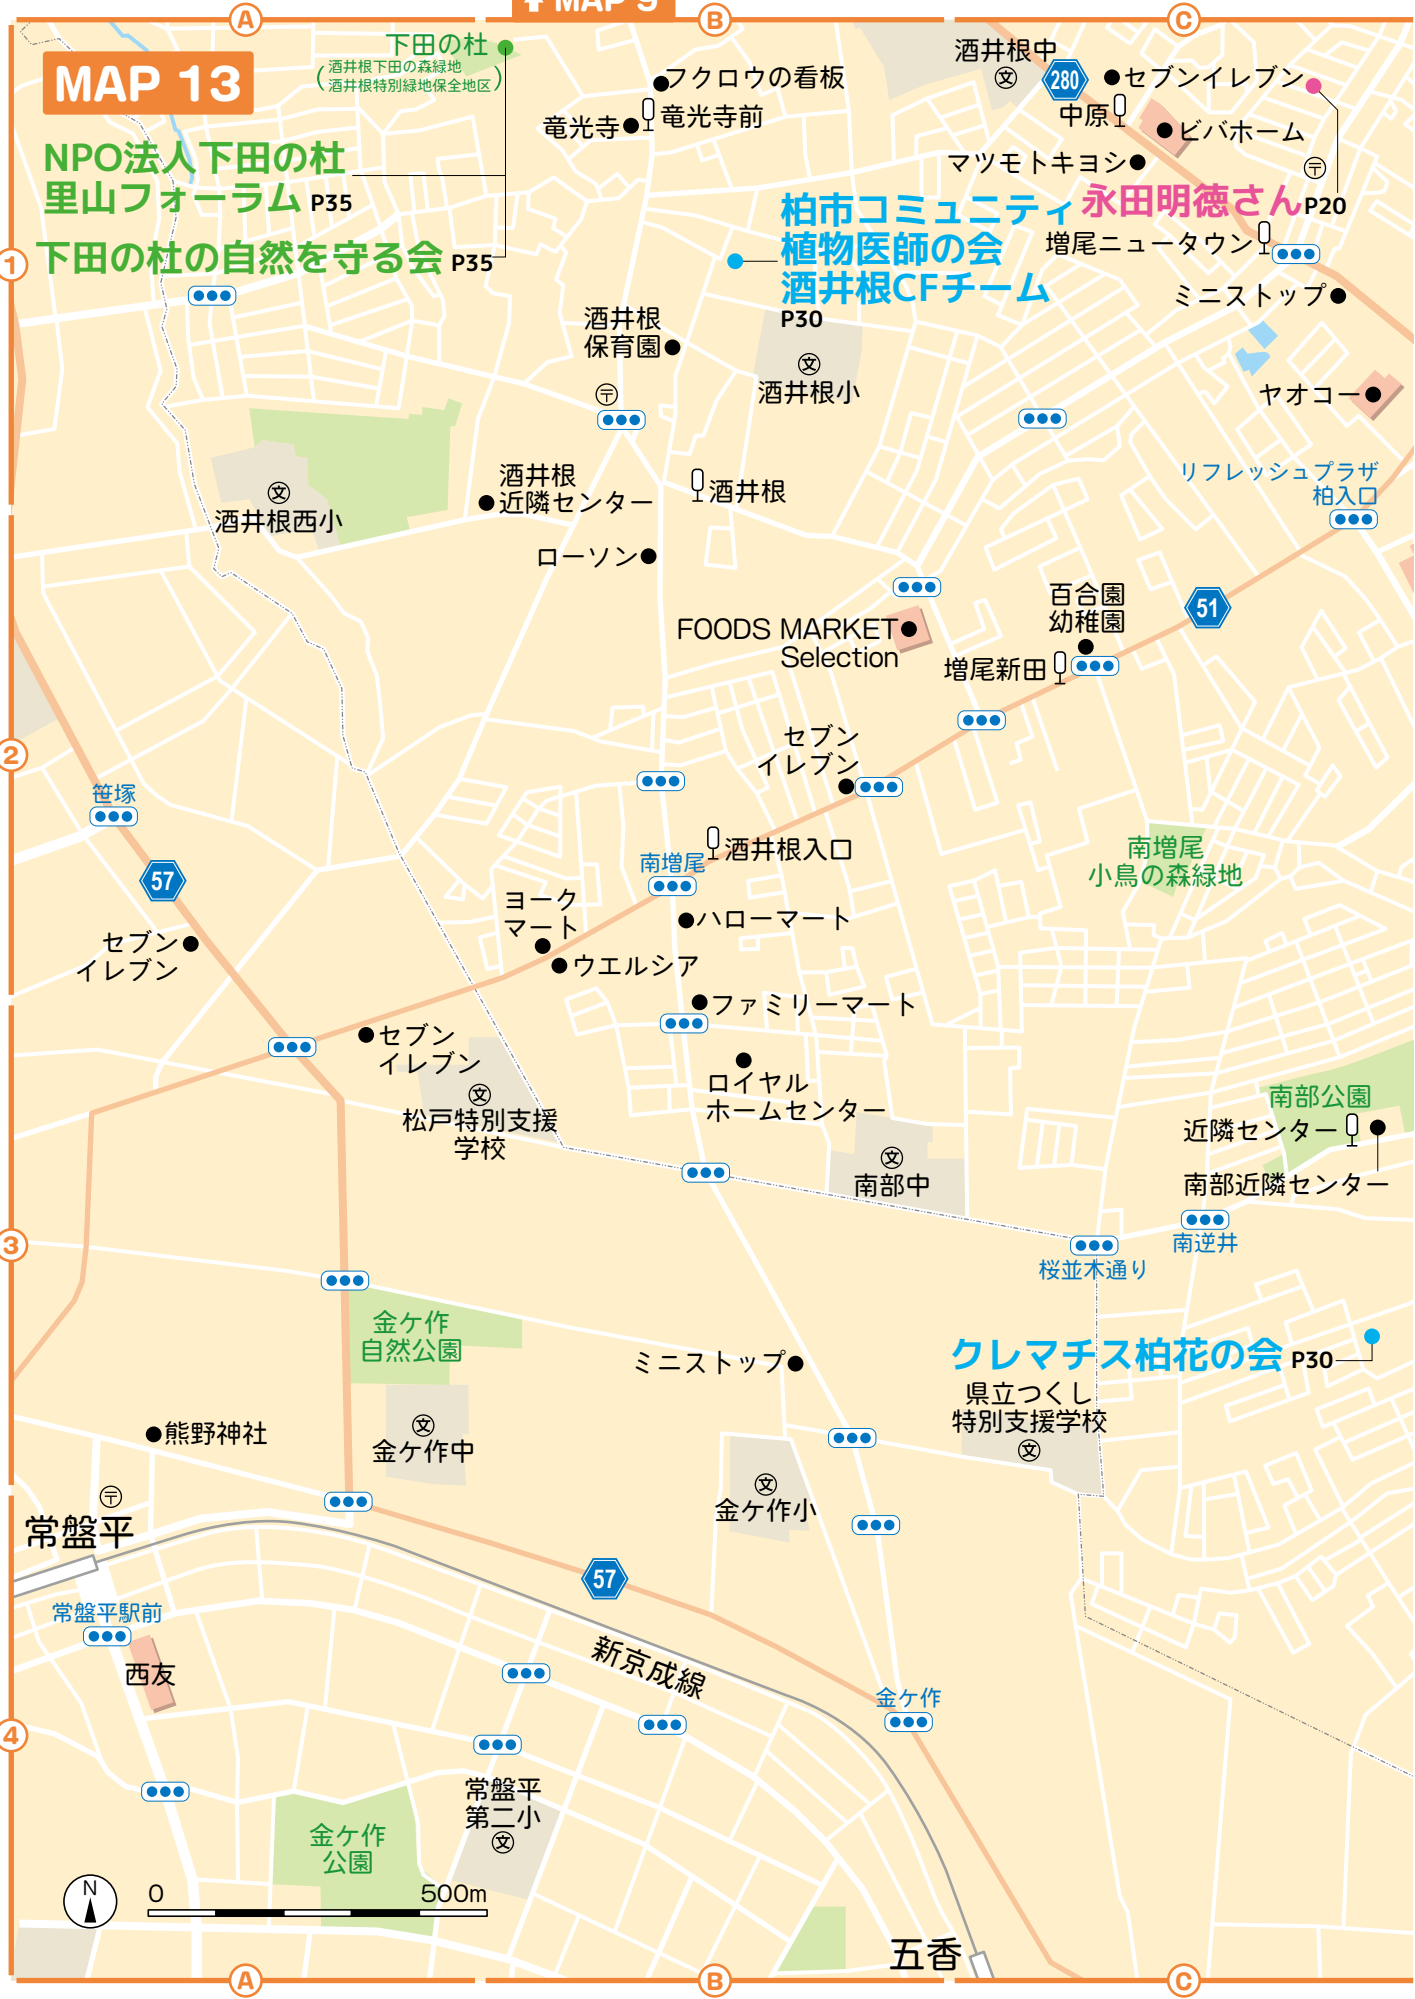 MAP 9
A
B
C
MAP 13
下田の杜
(酒井根下田の森緑地
酒井根特別緑地保全地区)
フクロウの看板
竜光寺
竜光寺前
酒井根中
文
280
セブンイレブン
中原
ビバホーム
マツモトキヨシ
〒
NPO法人下田の杜
里山フォーラム P35
下田の杜の自然を守る会 P35
柏市コミュニティ
植物医師の会
酒井根CFチーム
P30
永田明徳さんP20
増尾ニュータウン
ミニストップ
1
酒井根
保育園
〒
文
酒井根小
ヤオコー
文
酒井根西小
酒井根
近隣センター
酒井根
リフレッシュプラザ
柏入口
ローソン
FOODS MARKET
Selection
百合園
幼稚園
51
増尾新田
2
セブン
イレブン
笹塚
57
南増尾
酒井根入口
南増尾
小鳥の森緑地
ヨーク
マート
ハローマート
セブン
イレブン
ウエルシア
ファミリーマート
セブン
イレブン
文
松戸特別支援
学校
ロイヤル
ホームセンター
南部公園
近隣センター
文
南部中
南部近隣センター
3
南逆井
桜並木通り
金ケ作
自然公園
ミニストップ
クレマチス柏花の会 P30
県立つくし
特別支援学校
文
熊野神社
文
金ケ作中
〒
文
金ケ作小
常盤平
57
常盤平駅前
西友
新京成線
金ケ作
4
常盤平
第二小
文
金ケ作
公園
N
0
500m
五香
A
B
C